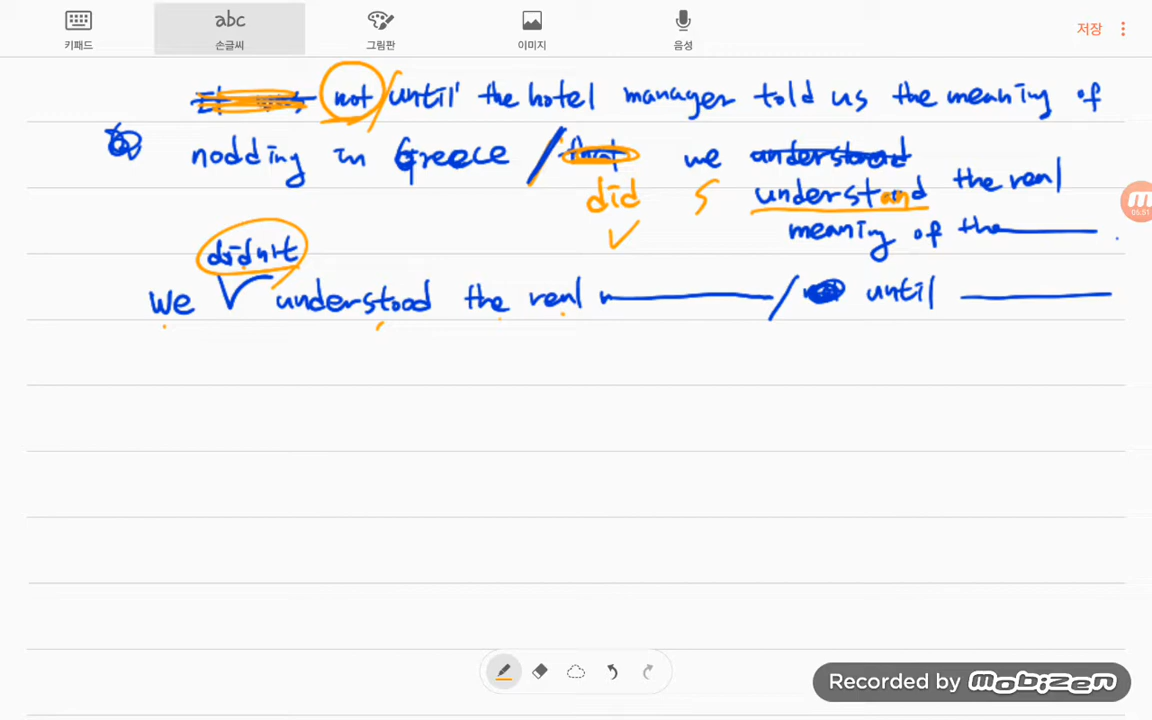 키패드 손글씨 그림판 이미지 음성 저장
abc
not until the hotel manager told us the meaning of
nodding in Greece / that we understood
did S understand the real
meaning of the
didn't
we understood the real / until
05:51
Recorded by mobizen